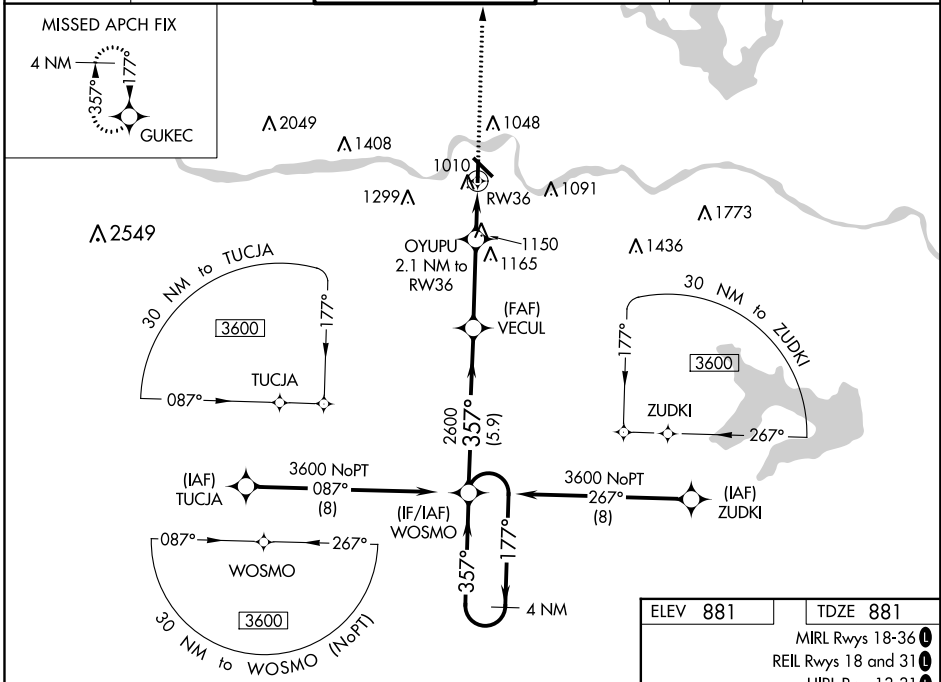 MISSED APCH FIX
4 NM
357°
177°
GUKEC
2049
1408
1048
1010
1299
RW36
1091
2549
1773
1436
OYUPU
2.1 NM to
RW36
1150
1165
30 NM to TUCJA
3600
177°
TUCJA
087°
(FAF)
VECUL
30 NM to ZUDKI
177°
3600
ZUDKI
267°
2600
357°
(5.9)
(IAF)
TUCJA
3600 NoPT
087°
(8)
(IF/IAF)
WOSMO
3600 NoPT
267°
(8)
(IAF)
ZUDKI
087°
267°
WOSMO
3600
30 NM to WOSMO (NoPT)
357°
177°
4 NM
ELEV 881
TDZE 881
MIRL Rwys 18-36 L
REIL Rwys 18 and 31 L